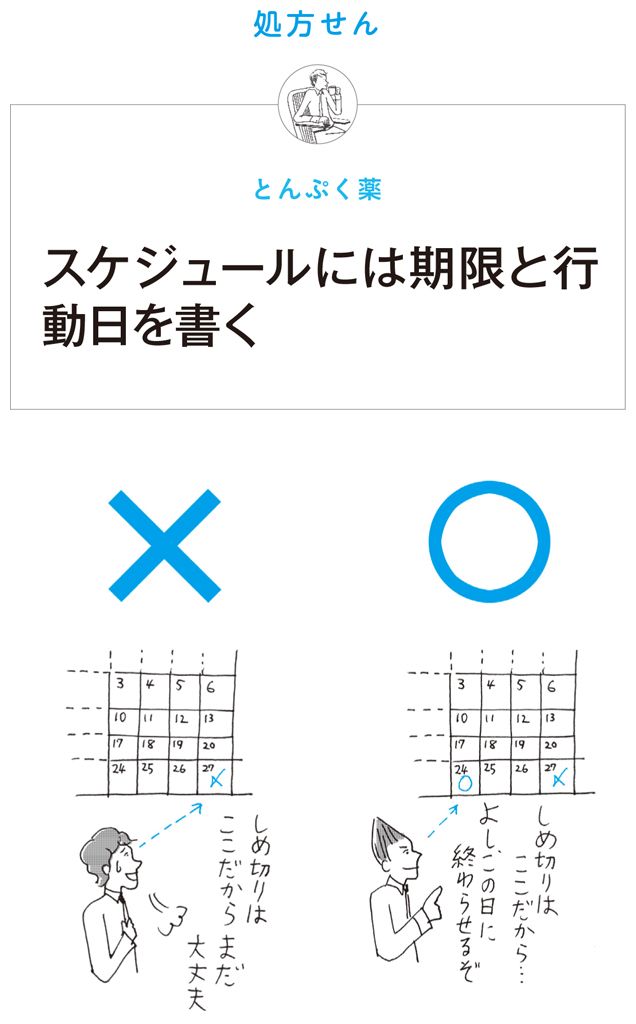 処方せん
とんぷく薬
スケジュールには期限と行
動日を書く
3 4 5 6
10 11 12 13
17 18 19 20
24 25 26 27
しめ切りは
ここだから まだ
大丈夫
3 4 5 6
10 11 12 13
17 18 19 20
24 25 26 27
しめ切りは
ここだから…
よし、この日に
終わらせるぞ